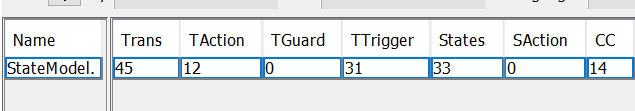 Name Trans TAction TGuard TTrigger States SAction CC
StateModel. 45 12 0 31 33 0 14